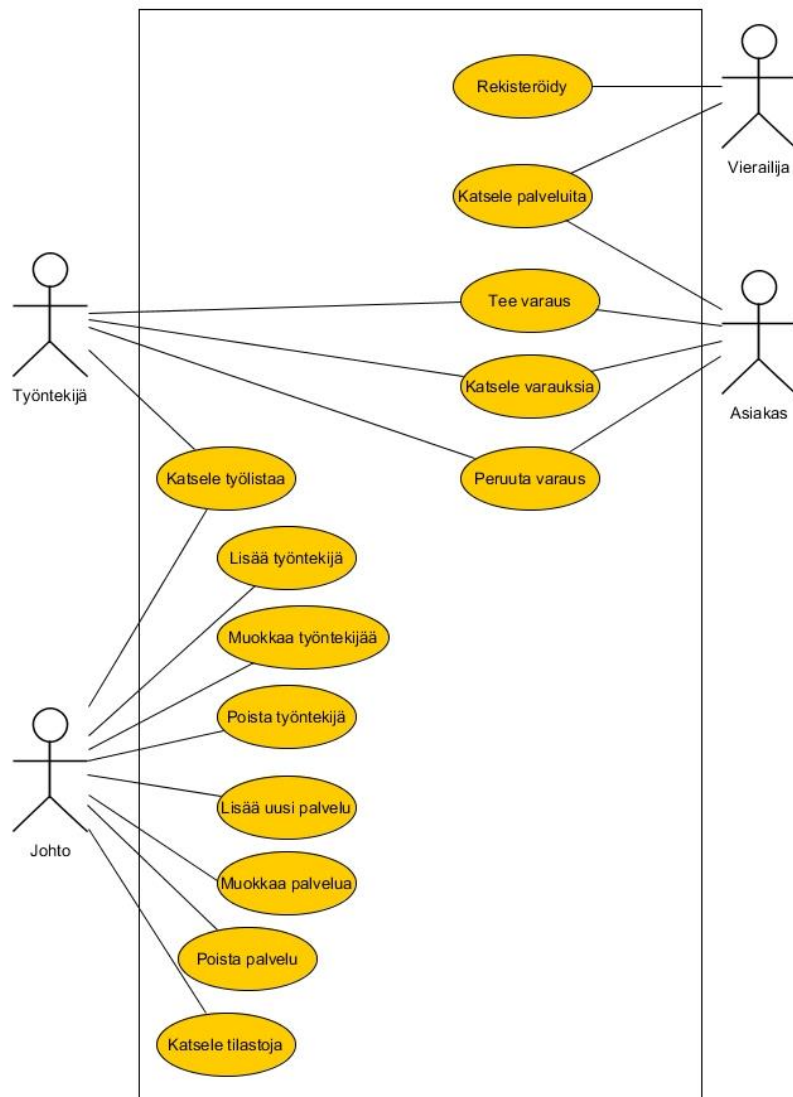 Rekisteröidy
Vierailija
Katsele palveluita
Tee varaus
Työntekijä
Katsele varauksia
Asiakas
Katsele työlistaa
Peruuta varaus
Lisää työntekijä
Muokkaa työntekijää
Poista työntekijä
Lisää uusi palvelu
Johto
Muokkaa palvelua
Poista palvelu
Katsele tilastoja